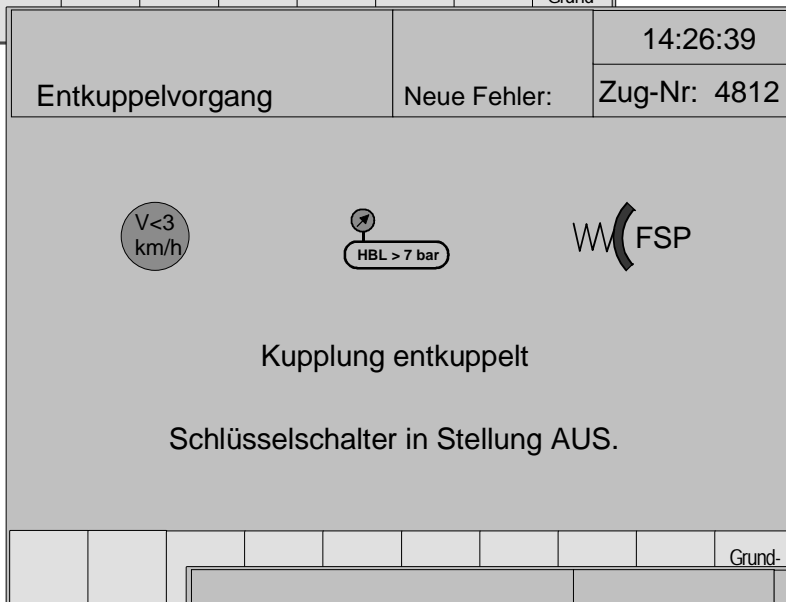 Grund-
14:26:39
Entkuppelvorgang
Neue Fehler:
Zug-Nr: 4812
V<3
km/h
HBL > 7 bar
FSP
Kupplung entkuppelt
Schlüsselschalter in Stellung AUS.
Grund-